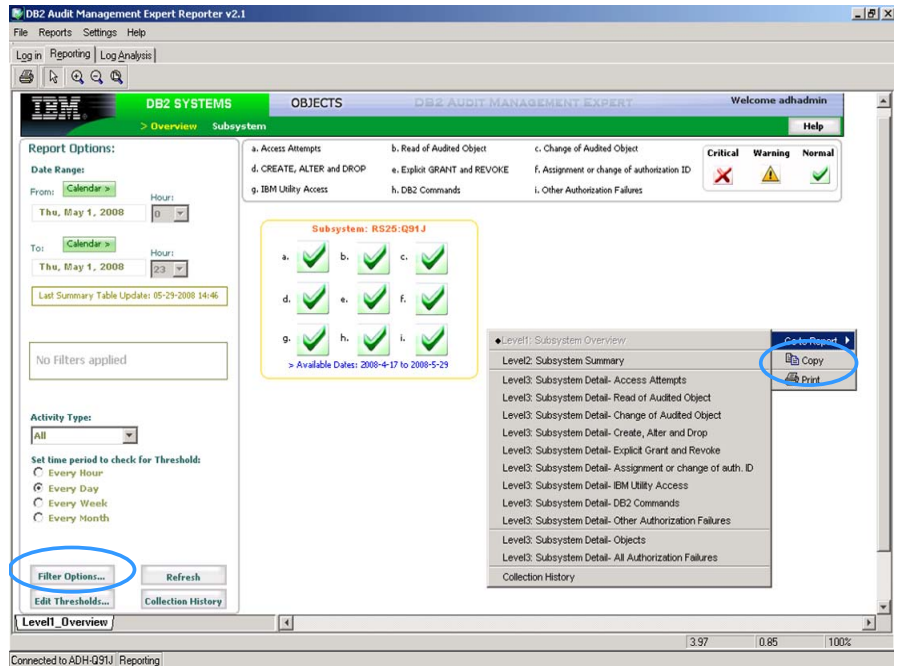 DB2 Audit Management Expert Reporter v2.1
File Reports Settings Help
Log in Reporting Log Analysis
IBM DB2 SYSTEMS OBJECTS DB2 AUDIT MANAGEMENT EXPERT Welcome adhadmin
> Overview Subsystem Help
Report Options:
Date Range:
From: Calendar >
Hour:
Thu, May 1, 2008 0
To: Calendar >
Hour:
Thu, May 1, 2008 23
Last Summary Table Update: 05-29-2008 14:46
No Filters applied
Activity Type:
All
Set time period to check for Threshold:
Every Hour
Every Day
Every Week
Every Month
Filter Options... Refresh
Edit Thresholds... Collection History
a. Access Attempts b. Read of Audited Object c. Change of Audited Object
d. CREATE, ALTER and DROP e. Explicit GRANT and REVOKE f. Assignment or change of authorization ID
g. IBM Utility Access h. DB2 Commands i. Other Authorization Failures
Critical Warning Normal
Subsystem: RS25:Q91J
a. b. c.
d. e. f.
g. h. i.
> Available Dates: 2008-4-17 to 2008-5-29
Level1: Subsystem Overview
Level2: Subsystem Summary
Level3: Subsystem Detail- Access Attempts
Level3: Subsystem Detail- Read of Audited Object
Level3: Subsystem Detail- Change of Audited Object
Level3: Subsystem Detail- Create, Alter and Drop
Level3: Subsystem Detail- Explicit Grant and Revoke
Level3: Subsystem Detail- Assignment or change of auth. ID
Level3: Subsystem Detail- IBM Utility Access
Level3: Subsystem Detail- DB2 Commands
Level3: Subsystem Detail- Other Authorization Failures
Level3: Subsystem Detail- Objects
Level3: Subsystem Detail- All Authorization Failures
Collection History
Go to Report
Copy
Print
Level1_Overview
3.97 0.85 100%
Connected to ADH-Q91J Reporting